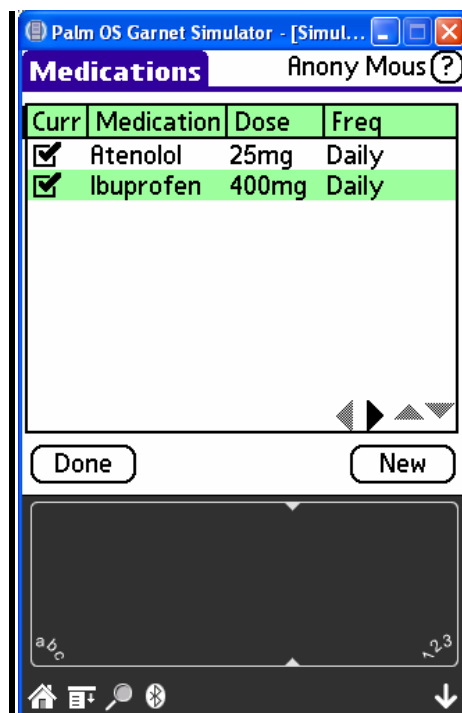 Palm OS Garnet Simulator - [Simul...
Medications Anony Mous ?
Curr Medication Dose Freq
Atenolol 25mg Daily
Ibuprofen 400mg Daily
Done New
abc 123